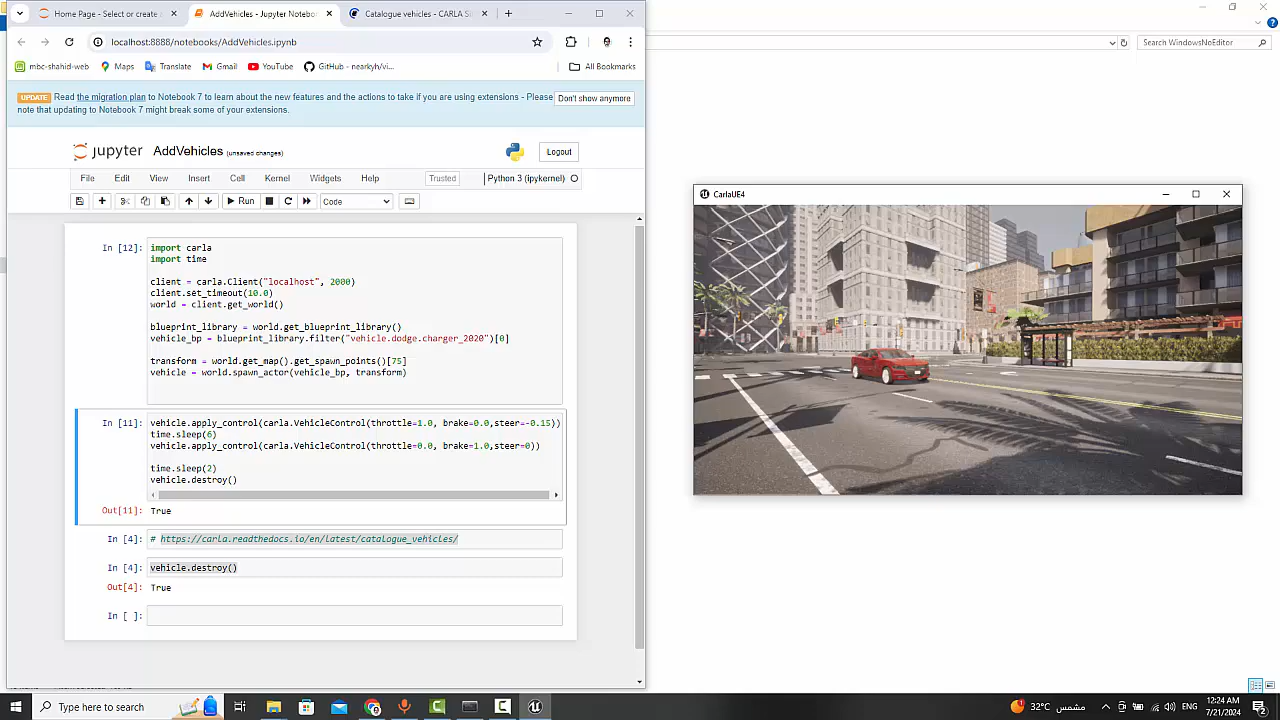 Home Page - Select or create
AddVehicles - Jupyter Notebo
Catalogue vehicles - CARLA S
localhost:8888/notebooks/AddVehicles.ipynb
mbc-shahid-web
Maps
Translate
Gmail
YouTube
GitHub - nearkyh/vi...
All Bookmarks
Search WindowsNoEditor
UPDATE Read the migration plan to Notebook 7 to learn about the new features and the actions to take if you are using extensions - Please
note that updating to Notebook 7 might break some of your extensions.
Don't show anymore
jupyter AddVehicles (unsaved changes)
Logout
File Edit View Insert Cell Kernel Widgets Help
Trusted
Python 3 (ipykernel)
Run
Code
In [12]:
import carla
import time
client = carla.Client("localhost", 2000)
client.set_timeout(10.0)
world = client.get_world()
blueprint_library = world.get_blueprint_library()
vehicle_bp = blueprint_library.filter("vehicle.dodge.charger_2020")[0]
transform = world.get_map().get_spawn_points()[75]
vehicle = world.spawn_actor(vehicle_bp, transform)
In [11]:
vehicle.apply_control(carla.VehicleControl(throttle=1.0, brake=0.0,steer=-0.15))
time.sleep(6)
vehicle.apply_control(carla.VehicleControl(throttle=0.0, brake=1.0,steer=0))
time.sleep(2)
vehicle.destroy()
Out[11]: True
In [4]: # https://carla.readthedocs.io/en/latest/catalogue_vehicles/
In [4]: vehicle.destroy()
Out[4]: True
In [ ]:
CarlaUE4
Type here to search
32°C مشمس
ENG
12:24 AM
7/21/2024